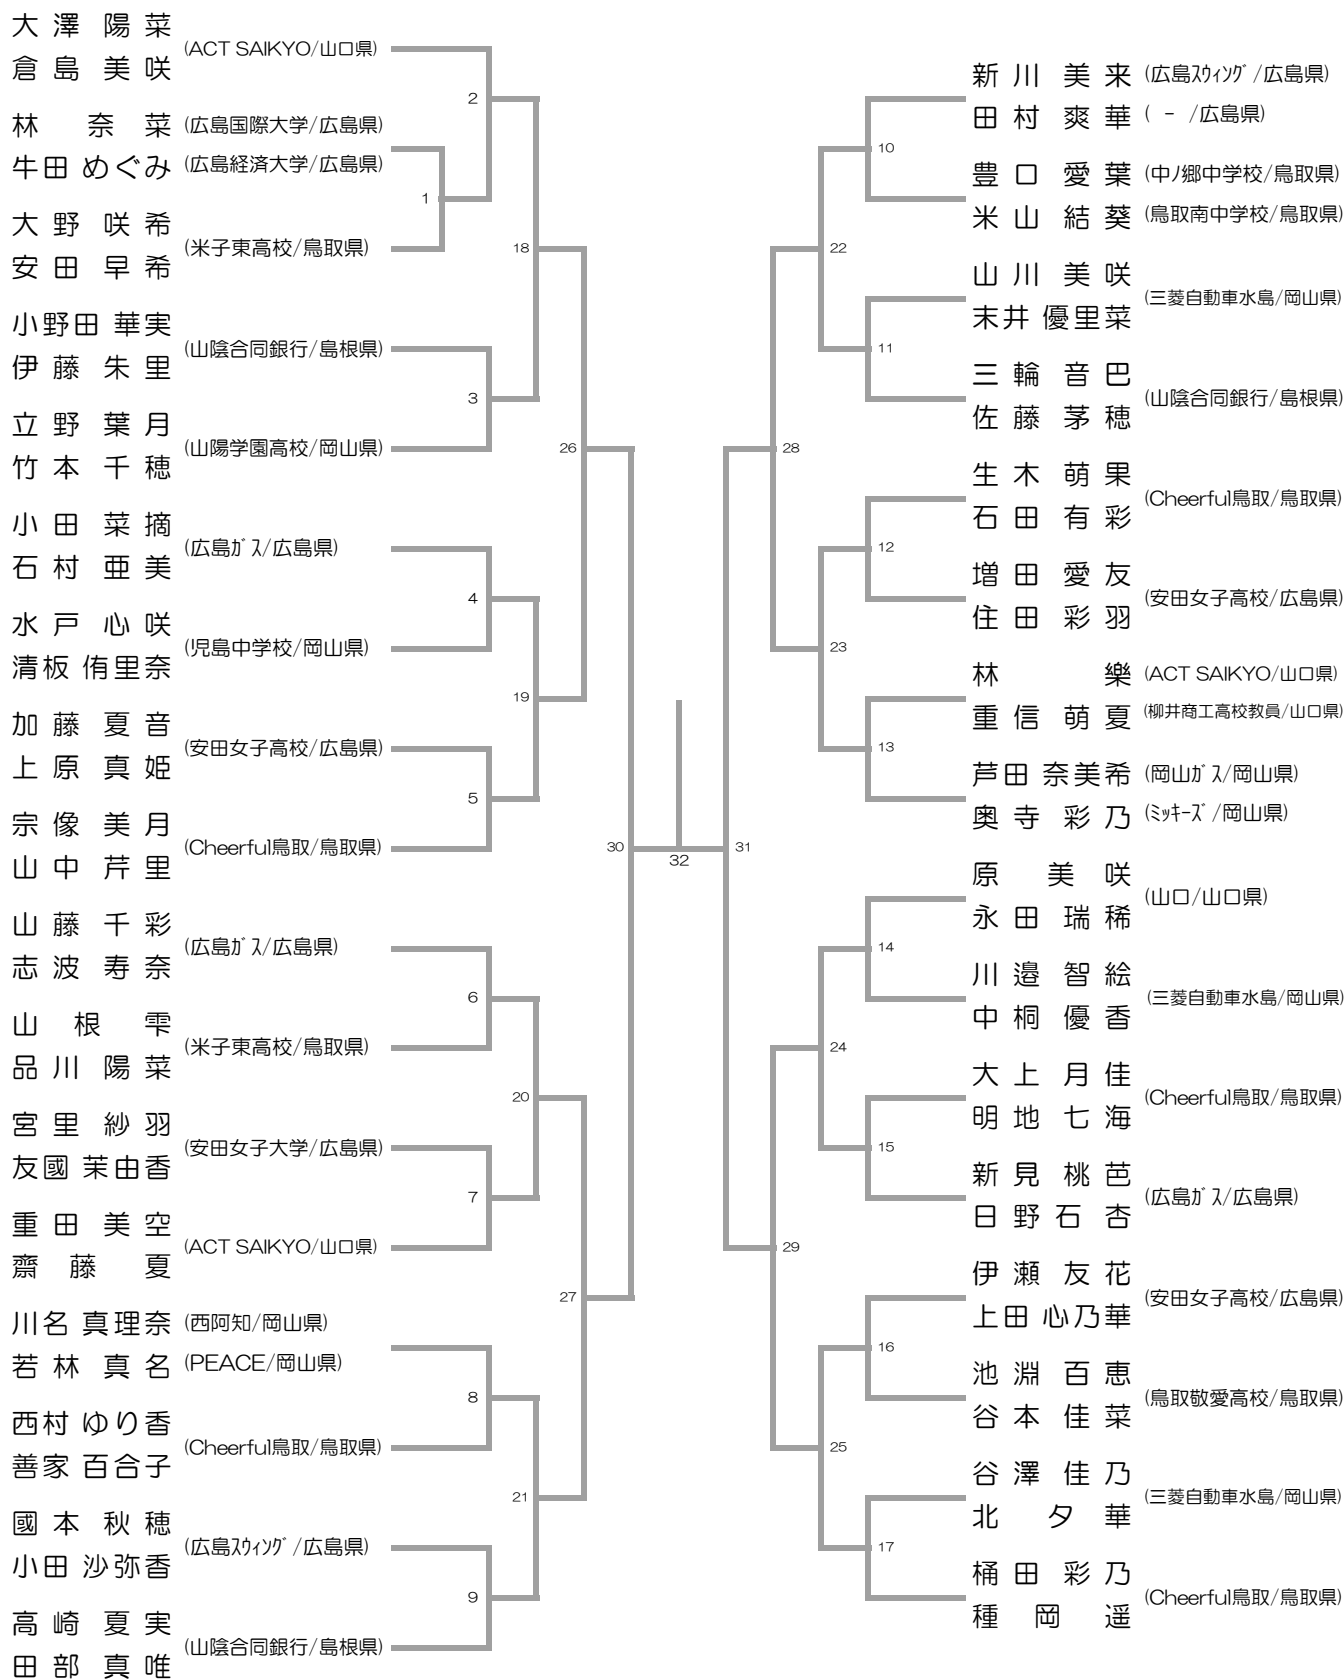 大澤 陽菜 (ACT SAIKYO/山口県)
倉島 美咲
2
林 奈菜 (広島国際大学/広島県)
牛田 めぐみ (広島経済大学/広島県)
1
大野 咲希 (米子東高校/鳥取県)
安田 早希
18
小野田 華実 (山陰合同銀行/島根県)
伊藤 朱里
3
立野 葉月 (山陽学園高校/岡山県)
竹本 千穂
26
小田 菜摘 (広島ガス/広島県)
石村 亜美
4
水戸 心咲 (児島中学校/岡山県)
清板 侑里奈
19
加藤 夏音 (安田女子高校/広島県)
上原 真姫
5
宗像 美月 (Cheerful鳥取/鳥取県)
山中 芹里
30
山藤 千彩 (広島ガス/広島県)
志波 寿奈
6
山根 雫 (米子東高校/鳥取県)
品川 陽菜
20
宮里 紗羽 (安田女子大学/広島県)
友國 茉由香
7
重田 美空 (ACT SAIKYO/山口県)
齋藤 夏
27
川名 真理奈 (西阿知/岡山県)
若林 真名 (PEACE/岡山県)
8
西村 ゆり香 (Cheerful鳥取/鳥取県)
善家 百合子
21
國本 秋穂 (広島スウィング/広島県)
小田 沙弥香
9
高崎 夏実 (山陰合同銀行/島根県)
田部 真唯
32
新川 美来 (広島スウィング/広島県)
田村 爽華 ( - /広島県)
10
豊口 愛葉 (中ノ郷中学校/鳥取県)
米山 結葵 (鳥取南中学校/鳥取県)
22
山川 美咲 (三菱自動車水島/岡山県)
末井 優里菜
11
三輪 音巴 (山陰合同銀行/島根県)
佐藤 茅穂
28
生木 萌果 (Cheerful鳥取/鳥取県)
石田 有彩
12
増田 愛友 (安田女子高校/広島県)
住田 彩羽
23
林 樂 (ACT SAIKYO/山口県)
重信 萌夏 (柳井商工高校教員/山口県)
13
芦田 奈美希 (岡山ガス/岡山県)
奥寺 彩乃 (ミッキーズ/岡山県)
31
原 美咲 (山口/山口県)
永田 瑞稀
14
川邉 智絵 (三菱自動車水島/岡山県)
中桐 優香
24
大上 月佳 (Cheerful鳥取/鳥取県)
明地 七海
15
新見 桃芭 (広島ガス/広島県)
日野石 杏
29
伊瀬 友花 (安田女子高校/広島県)
上田 心乃華
16
池淵 百恵 (鳥取敬愛高校/鳥取県)
谷本 佳菜
25
谷澤 佳乃 (三菱自動車水島/岡山県)
北 夕華
17
桶田 彩乃 (Cheerful鳥取/鳥取県)
種岡 遥